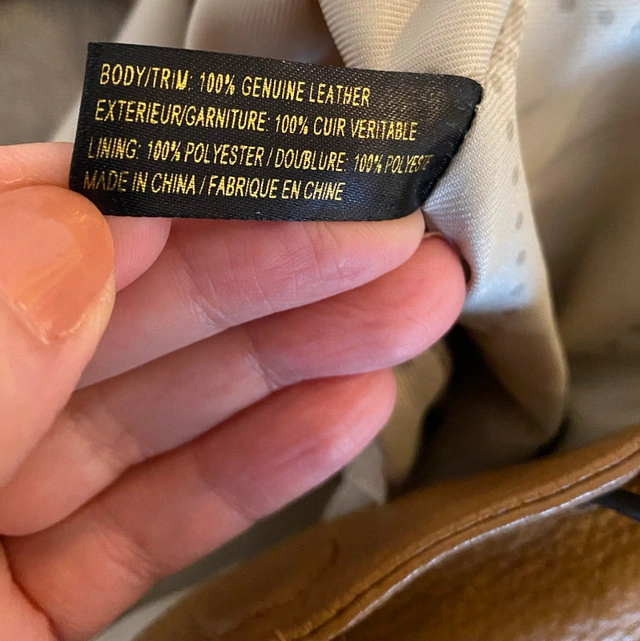 BODY/TRIM: 100% GENUINE LEATHER
EXTERIEUR/GARNITURE: 100% CUIR VERITABLE
LINING: 100% POLYESTER / DOUBLURE: 100% POLYESTE
MADE IN CHINA / FABRIQUE EN CHINE